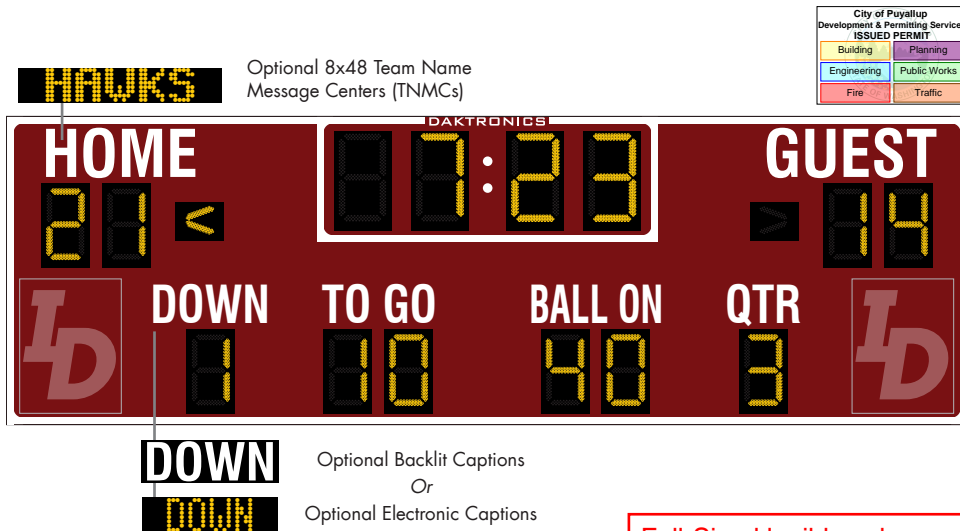 City of Puyallup
Development & Permitting Service
ISSUED PERMIT
Building Planning
Engineering Public Works
Fire Traffic
HAWKS
Optional 8x48 Team Name
Message Centers (TNMCs)
DAKTRONICS
HOME 7:23 GUEST
21 < > 14
DOWN TO GO BALL ON QTR
LD 1 10 40 3 LD
DOWN
Optional Backlit Captions
Or
DOWN
Optional Electronic Captions